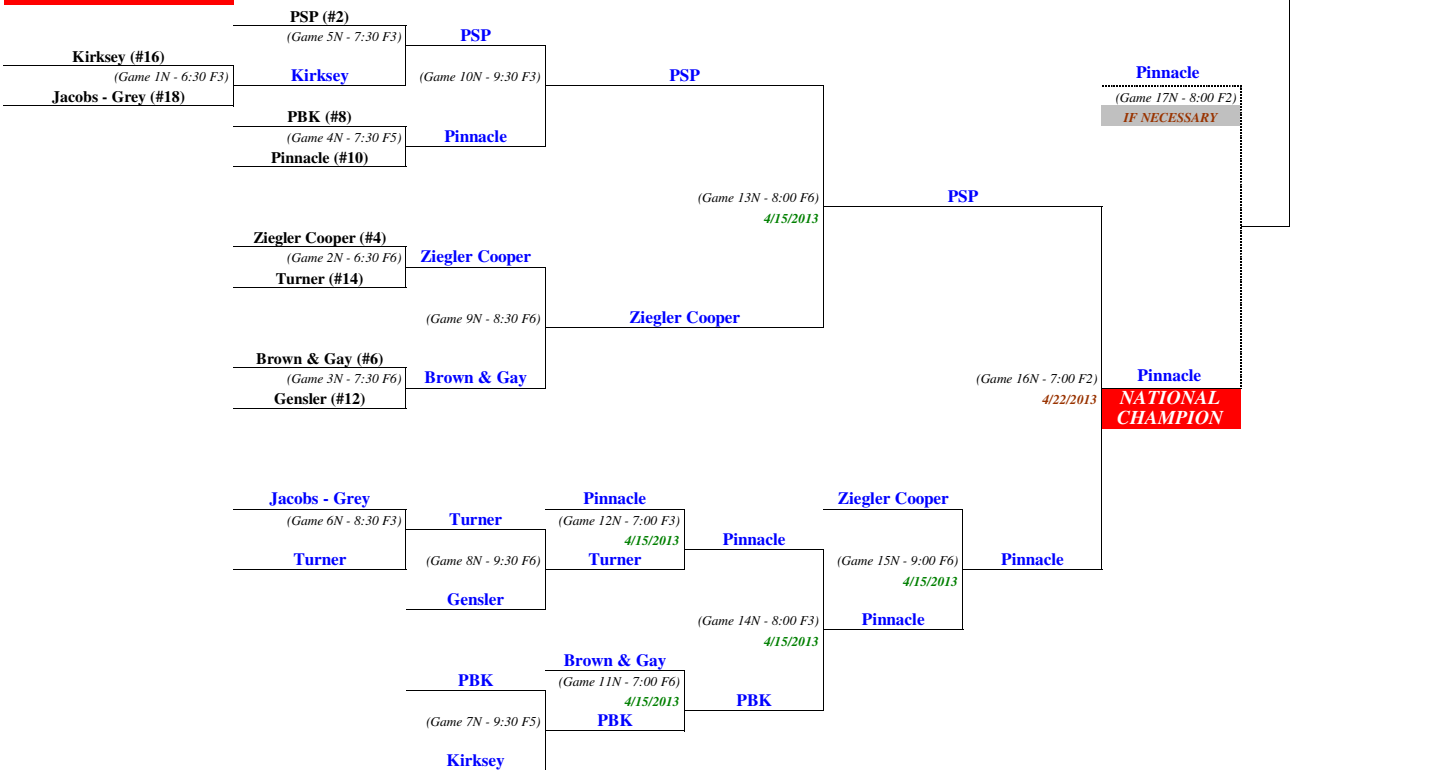 PSP (#2)
(Game 5N - 7:30 F3)
PSP
Kirksey (#16)
(Game 1N - 6:30 F3)
Kirksey
(Game 10N - 9:30 F3)
PSP
Pinnacle
Jacobs - Grey (#18)
(Game 17N - 8:00 F2)
PBK (#8)
IF NECESSARY
(Game 4N - 7:30 F5)
Pinnacle
Pinnacle (#10)
(Game 13N - 8:00 F6)
PSP
4/15/2013
Ziegler Cooper (#4)
(Game 2N - 6:30 F6)
Ziegler Cooper
Turner (#14)
(Game 9N - 8:30 F6)
Ziegler Cooper
Brown & Gay (#6)
(Game 3N - 7:30 F6)
Brown & Gay
(Game 16N - 7:00 F2)
Pinnacle
Gensler (#12)
4/22/2013
NATIONAL
CHAMPION
Jacobs - Grey
Pinnacle
Ziegler Cooper
(Game 6N - 8:30 F3)
Turner
(Game 12N - 7:00 F3)
4/15/2013
Pinnacle
Turner
(Game 8N - 9:30 F6)
Turner
(Game 15N - 9:00 F6)
Pinnacle
4/15/2013
Gensler
(Game 14N - 8:00 F3)
Pinnacle
4/15/2013
Brown & Gay
PBK
(Game 11N - 7:00 F6)
4/15/2013
PBK
(Game 7N - 9:30 F5)
PBK
Kirksey